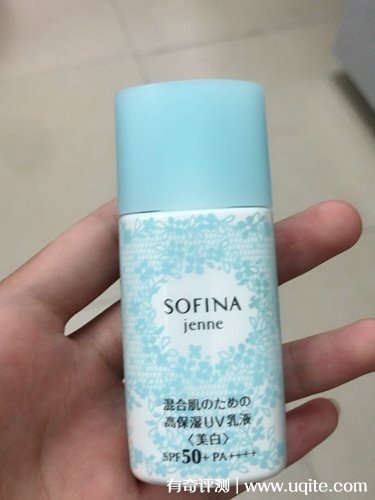 SOFINA
jenne
混合肌のための
高保湿UV乳液
〈美白〉
SPF50+ PA++++
有奇评测 | www.uqite.com